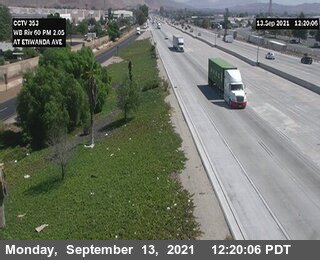 CCTV 353
WB Riv 60 PM 2.05
AT ETIWANDA AVE
13.Sep 2021
12:20:06
Monday, September 13, 2021 12:20:06 PDT